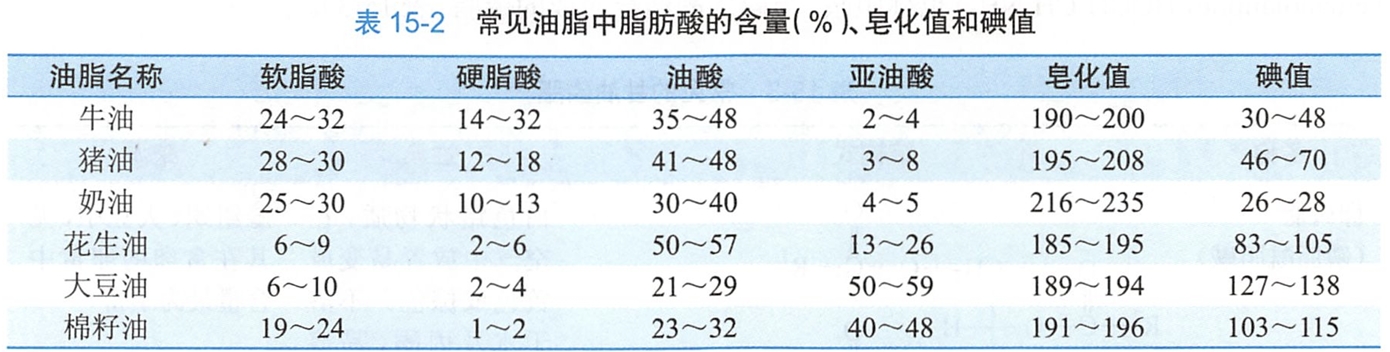 表 15-2 常见油脂中脂肪酸的含量(%)、皂化值和碘值
油脂名称 软脂酸 硬脂酸 油酸 亚油酸 皂化值 碘值
牛油 24～32 14～32 35～48 2～4 190～200 30～48
猪油 28～30 12～18 41～48 3～8 195～208 46～70
奶油 25～30 10～13 30～40 4～5 216～235 26～28
花生油 6～9 2～6 50～57 13～26 185～195 83～105
大豆油 6～10 2～4 21～29 50～59 189～194 127～138
棉籽油 19～24 1～2 23～32 40～48 191～196 103～115